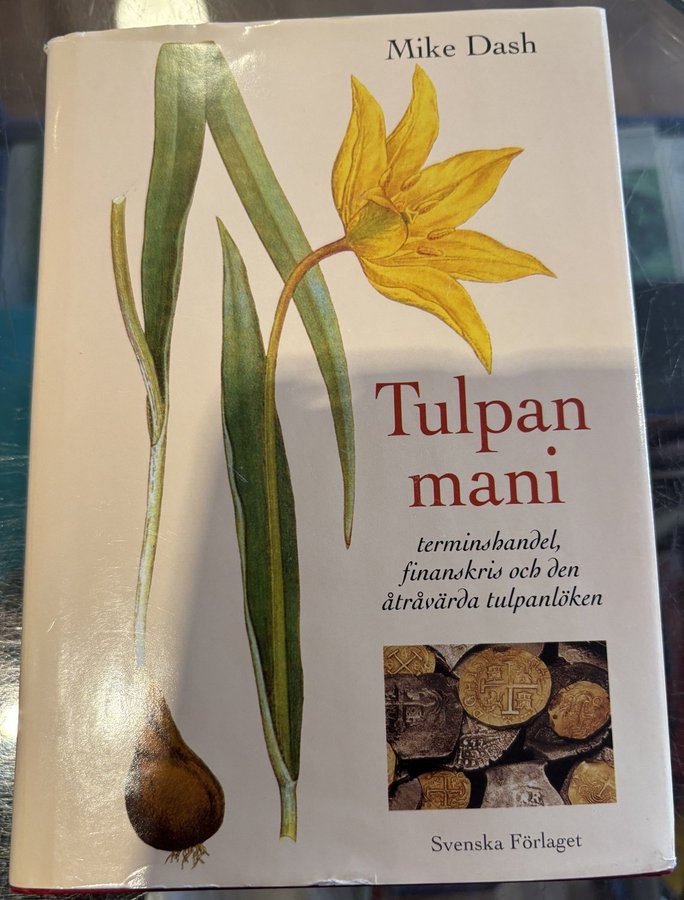 Mike Dash
Tulpan
mani
terminshandel,
finanskris och den
åtråvärda tulpanlöken
Svenska Förlaget